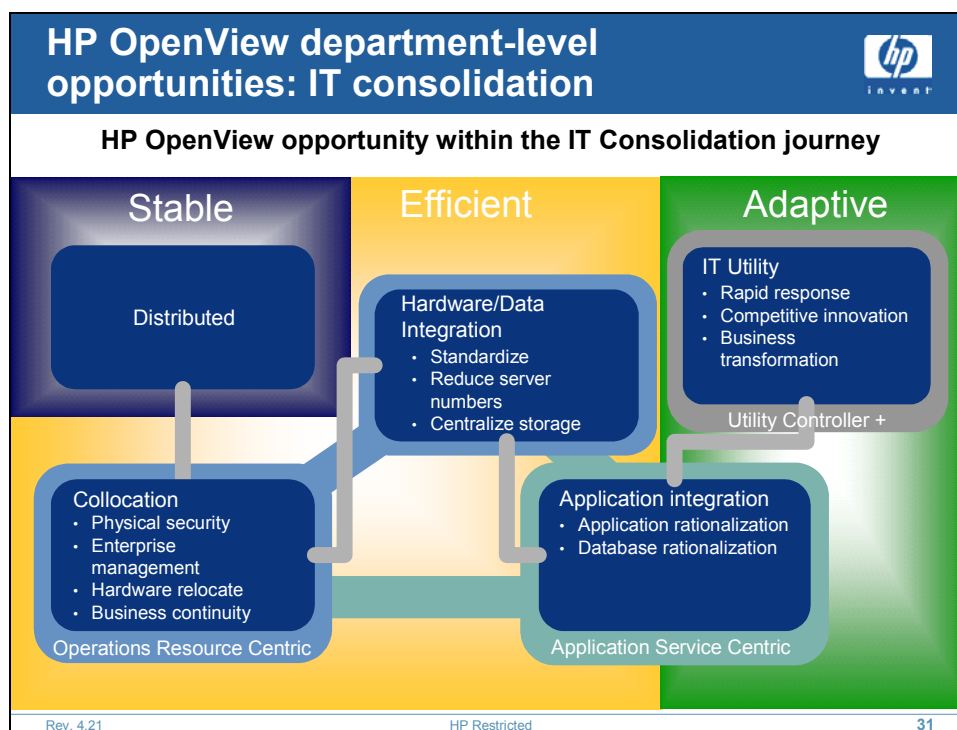 HP OpenView department-level
opportunities: IT consolidation
hp
invent
HP OpenView opportunity within the IT Consolidation journey
Stable
Efficient
Adaptive
Distributed
Hardware/Data
Integration
• Standardize
• Reduce server
numbers
• Centralize storage
IT Utility
• Rapid response
• Competitive innovation
• Business
transformation
Utility Controller +
Collocation
• Physical security
• Enterprise
management
• Hardware relocate
• Business continuity
Operations Resource Centric
Application integration
• Application rationalization
• Database rationalization
Application Service Centric
Rev. 4.21
HP Restricted
31